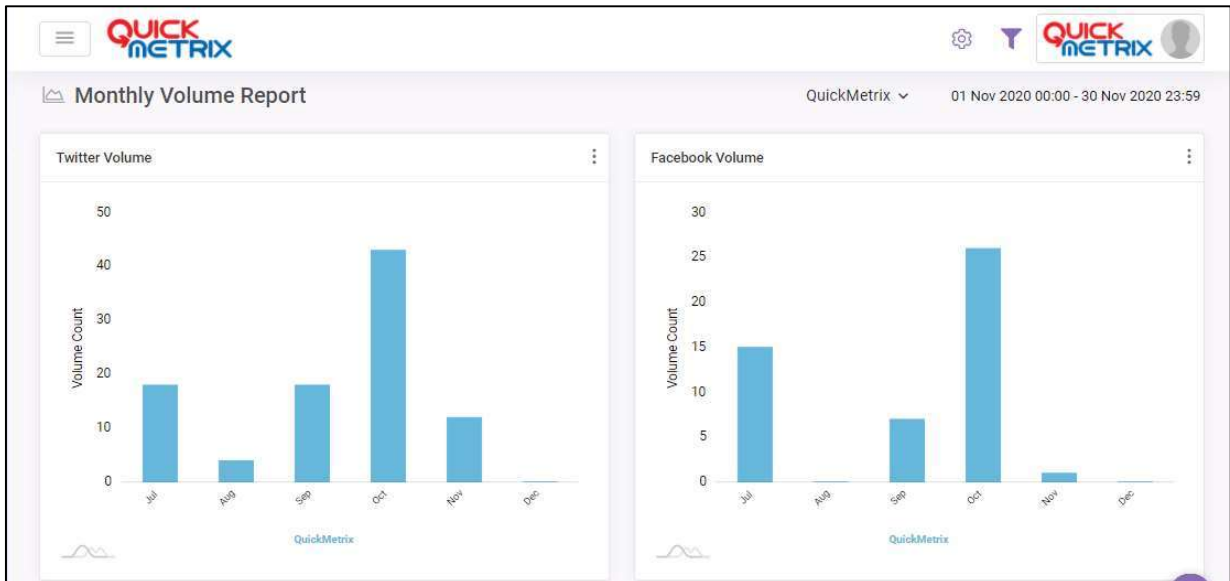 QUICK
METRIX
QUICK
METRIX
Monthly Volume Report
QuickMetrix
01 Nov 2020 00:00 - 30 Nov 2020 23:59
Twitter Volume
50
40
30
20
10
0
Volume Count
Jul
Aug
Sep
Oct
Nov
Dec
QuickMetrix
Facebook Volume
30
25
20
15
10
5
0
Volume Count
Jul
Aug
Sep
Oct
Nov
Dec
QuickMetrix